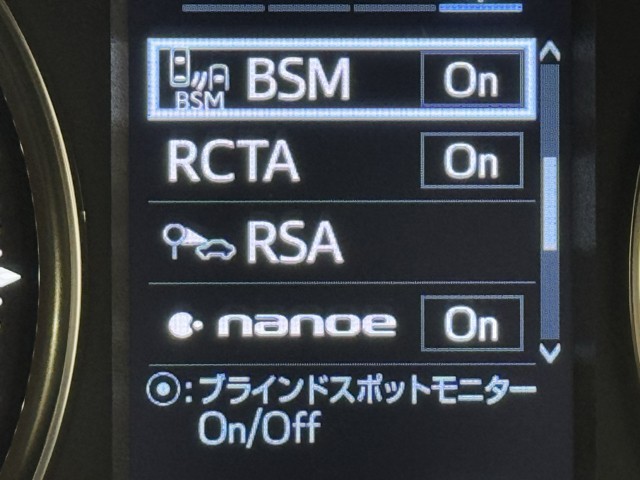 BSM BSM On
RCTA On
RSA
nanoe On
⦿:ブラインドスポットモニター
On/Off